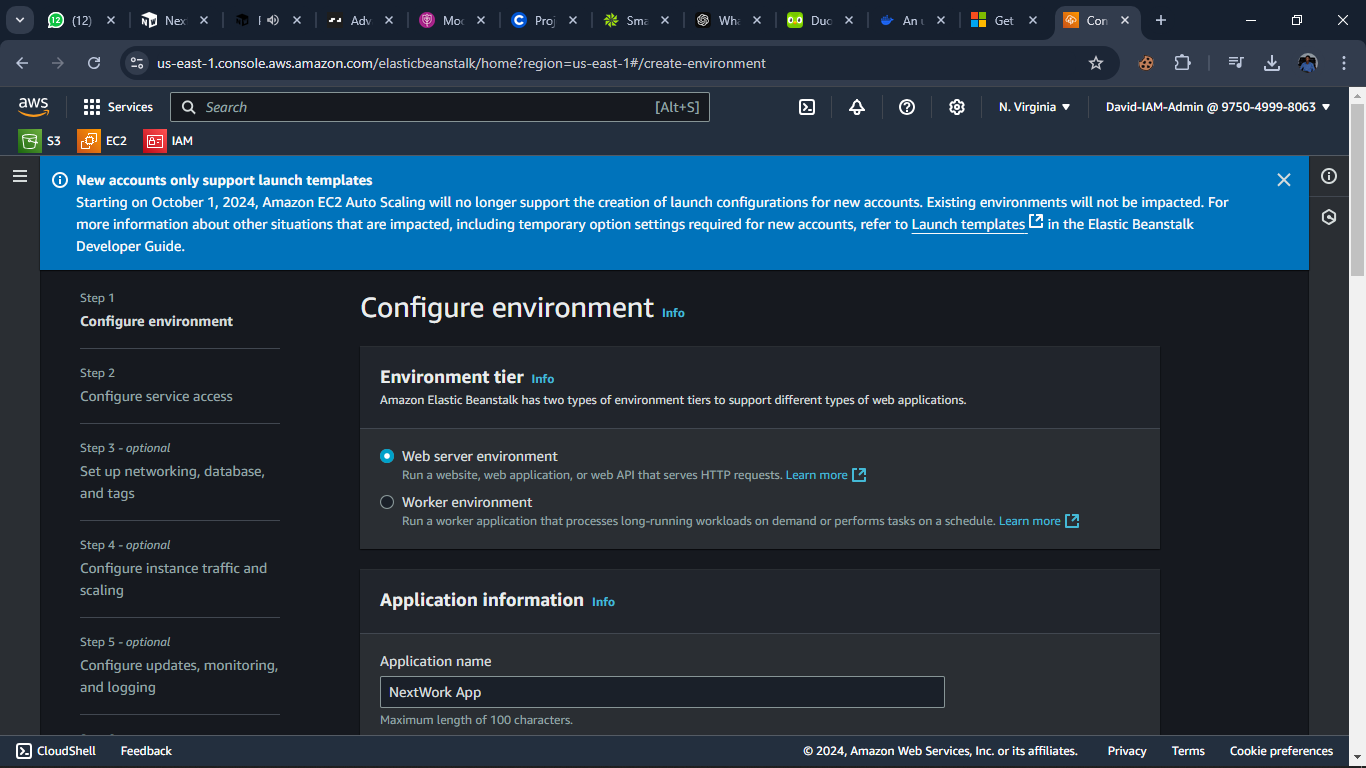 (12)
Nex
Adv
Moc
Proj
Sma
Wha
Duo
An u
Get
Con
us-east-1.console.aws.amazon.com/elasticbeanstalk/home?region=us-east-1#/create-environment
aws
Services
Search
[Alt+S]
N. Virginia
David-IAM-Admin @ 9750-4999-8063
S3
EC2
IAM
New accounts only support launch templates
Starting on October 1, 2024, Amazon EC2 Auto Scaling will no longer support the creation of launch configurations for new accounts. Existing environments will not be impacted. For
more information about other situations that are impacted, including temporary option settings required for new accounts, refer to Launch templates in the Elastic Beanstalk
Developer Guide.
Step 1
Configure environment
Step 2
Configure service access
Step 3 - optional
Set up networking, database,
and tags
Step 4 - optional
Configure instance traffic and
scaling
Step 5 - optional
Configure updates, monitoring,
and logging
Configure environment Info
Environment tier Info
Amazon Elastic Beanstalk has two types of environment tiers to support different types of web applications.
Web server environment
Run a website, web application, or web API that serves HTTP requests. Learn more
Worker environment
Run a worker application that processes long-running workloads on demand or performs tasks on a schedule. Learn more
Application information Info
Application name
NextWork App
Maximum length of 100 characters.
CloudShell
Feedback
© 2024, Amazon Web Services, Inc. or its affiliates.
Privacy
Terms
Cookie preferences